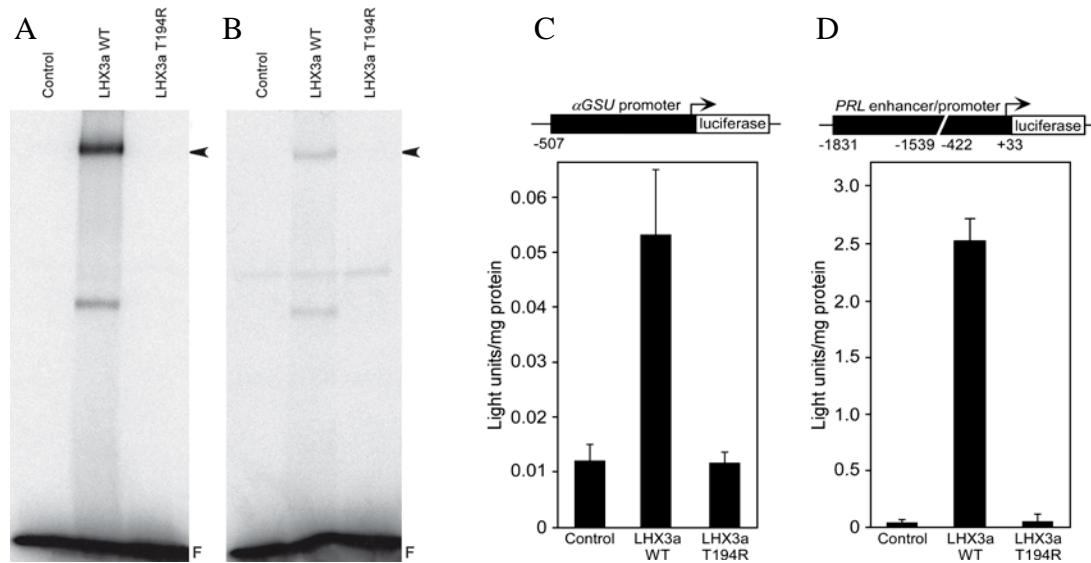 A
Control
LHX3a WT
LHX3a T194R
F
B
Control
LHX3a WT
LHX3a T194R
F
C
αGSU promoter
luciferase
-507
Light units/mg protein
0.06
0.05
0.04
0.03
0.02
0.01
0
Control
LHX3a
WT
LHX3a
T194R
D
PRL enhancer/promoter
luciferase
-1831
-1539
-422
+33
Light units/mg protein
3.0
2.5
2.0
1.5
1.0
0.5
0
Control
LHX3a
WT
LHX3a
T194R